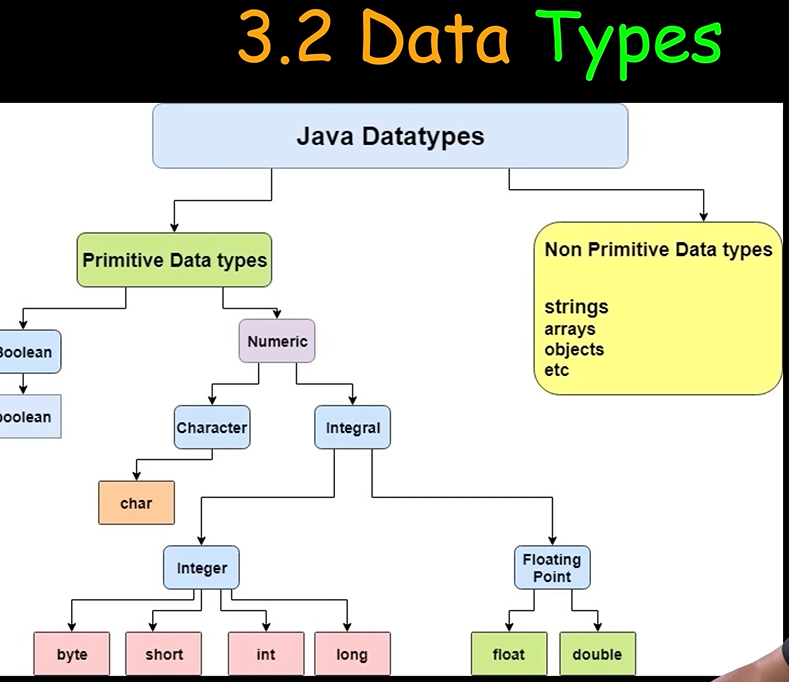 3.2 Data Types
Java Datatypes
Primitive Data types
Non Primitive Data types
strings
arrays
objects
etc
Boolean
Numeric
boolean
Character
Integral
char
Integer
Floating
Point
byte
short
int
long
float
double